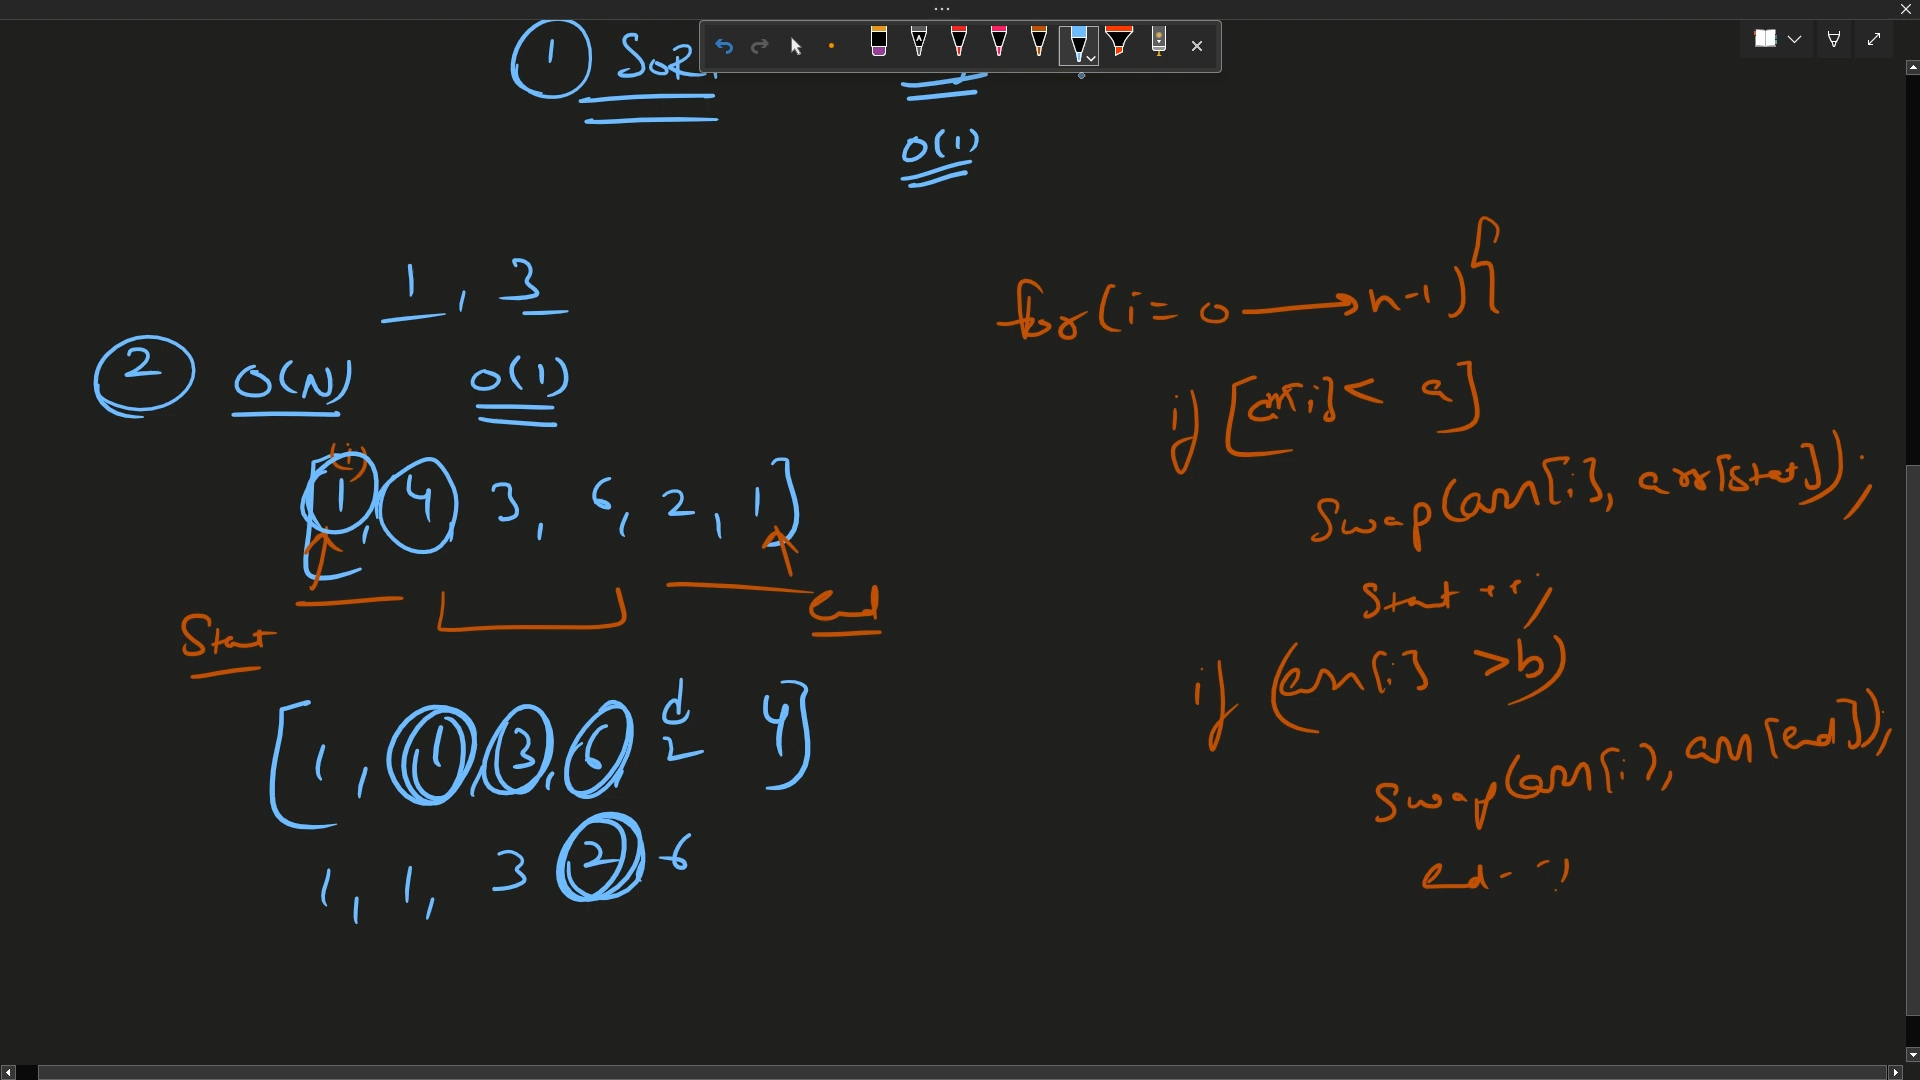 1 SORT
O(1)
1, 3
2 O(N) O(1)
(i)
[1, 4, 3, 6, 2, 1]
Start end
d
[1, 1, 3, 6, 2 4]
1, 1, 3 2 6
for(i = 0 → n-1){
if [arr[i] < a]
Swap(arr[i], arr[Start]);
Start ++;
if (arr[i] > b)
Swap(arr[i], arr[end]);
end--;